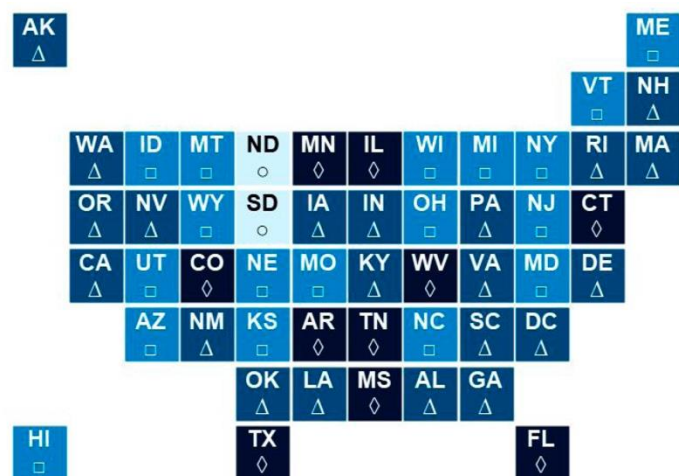 AK ME
VT NH
WA ID MT ND MN IL WI MI NY RI MA
OR NV WY SD IA IN OH PA NJ CT
CA UT CO NE MO KY WV VA MD DE
AZ NM KS AR TN NC SC DC
OK LA MS AL GA
HI TX FL